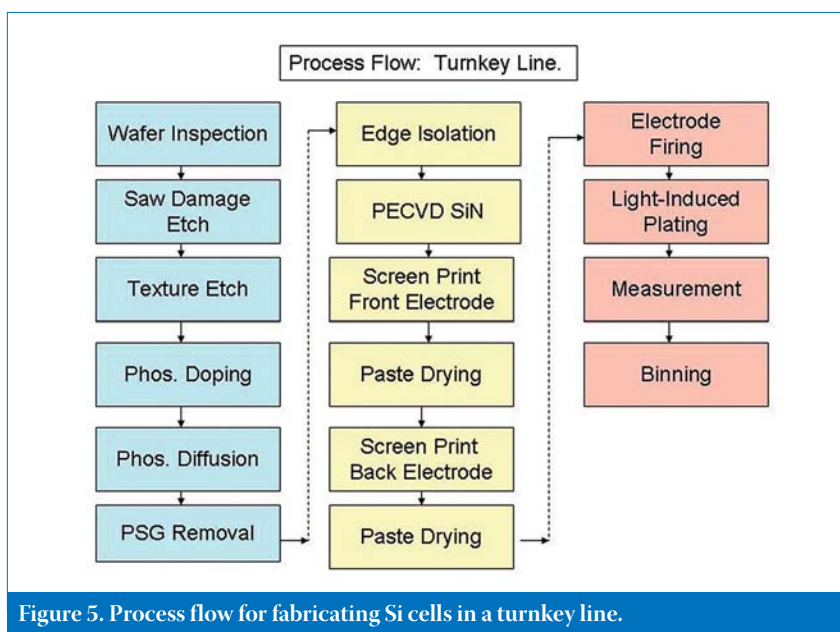 Process Flow: Turnkey Line.
Wafer Inspection
Saw Damage
Etch
Texture Etch
Phos. Doping
Phos. Diffusion
PSG Removal
Edge Isolation
PECVD SiN
Screen Print
Front Electrode
Paste Drying
Screen Print
Back Electrode
Paste Drying
Electrode
Firing
Light-Induced
Plating
Measurement
Binning
Figure 5. Process flow for fabricating Si cells in a turnkey line.